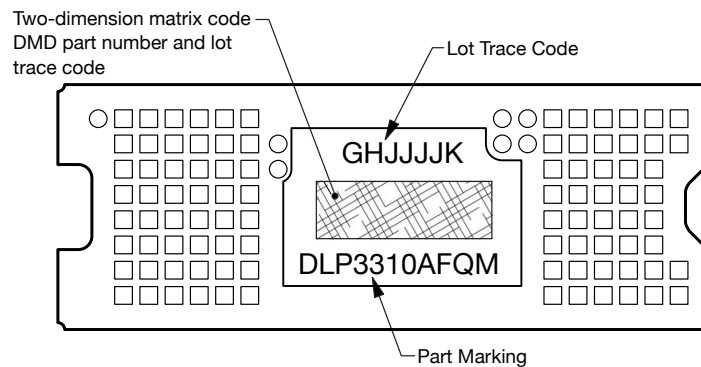 Two-dimension matrix code
DMD part number and lot
trace code
Lot Trace Code
GHJJJJK
DLP3310AFQM
Part Marking